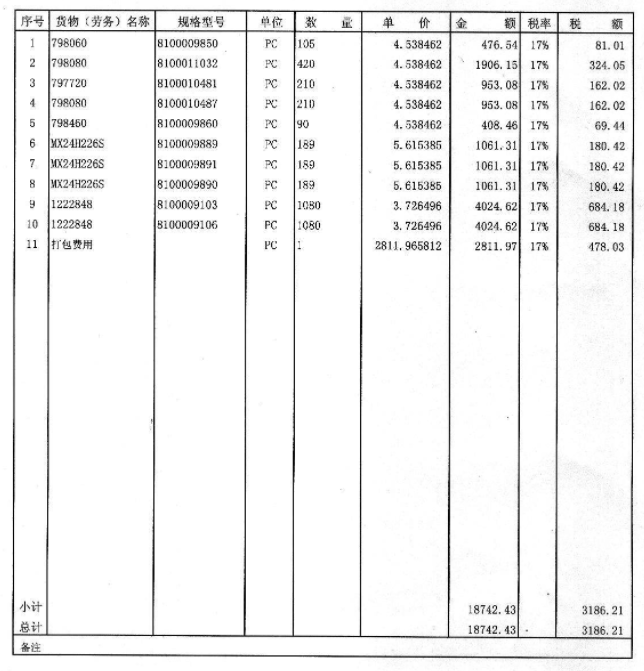 序号 货物（劳务）名称 规格型号 单位 数 量 单 价 金 额 税率 税 额
1 798060 8100009850 PC 105 4.538462 476.54 17% 81.01
2 798080 8100011032 PC 420 4.538462 1906.15 17% 324.05
3 797720 8100010481 PC 210 4.538462 953.08 17% 162.02
4 798080 8100010487 PC 210 4.538462 953.08 17% 162.02
5 798460 8100009860 PC 90 4.538462 408.46 17% 69.44
6 MX24H226S 8100009889 PC 189 5.615385 1061.31 17% 180.42
7 MX24H226S 8100009891 PC 189 5.615385 1061.31 17% 180.42
8 MX24H226S 8100009890 PC 189 5.615385 1061.31 17% 180.42
9 1222848 8100009103 PC 1080 3.726496 4024.62 17% 684.18
10 1222848 8100009106 PC 1080 3.726496 4024.62 17% 684.18
11 打包费用 PC 1 2811.965812 2811.97 17% 478.03
小计 18742.43 3186.21
总计 18742.43 3186.21
备注